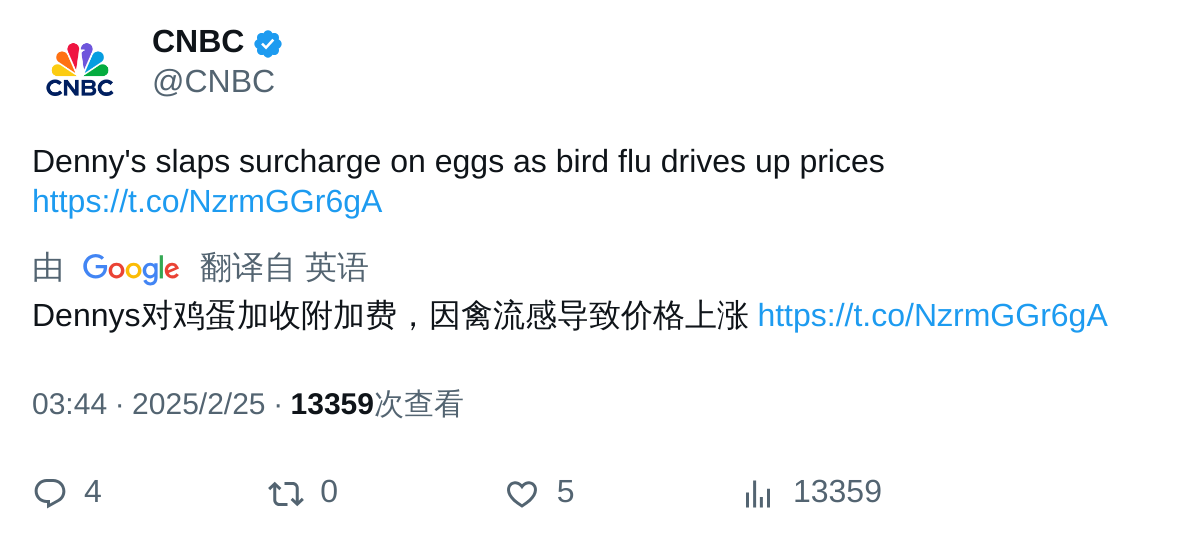 CNBC
CNBC
@CNBC
Denny's slaps surcharge on eggs as bird flu drives up prices
https://t.co/NzrmGGr6gA
由 Google 翻译自 英语
Dennys对鸡蛋加收附加费，因禽流感导致价格上涨 https://t.co/NzrmGGr6gA
03:44 · 2025/2/25 · 13359次查看
4 0 5 13359